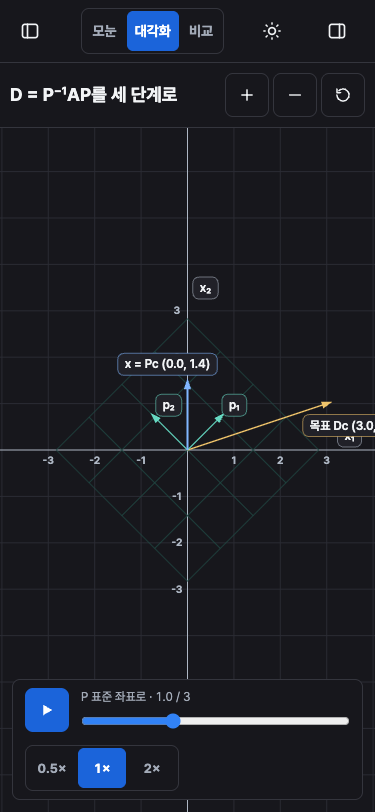 모눈 대각화 비교
D = P⁻¹AP를 세 단계로
x₂
3
x = Pc (0.0, 1.4)
p₂
p₁
목표 Dc (3.0,
x₁
-3 -2 -1 1 2 3
-1
-2
-3
P 표준 좌표로 · 1.0 / 3
0.5× 1× 2×